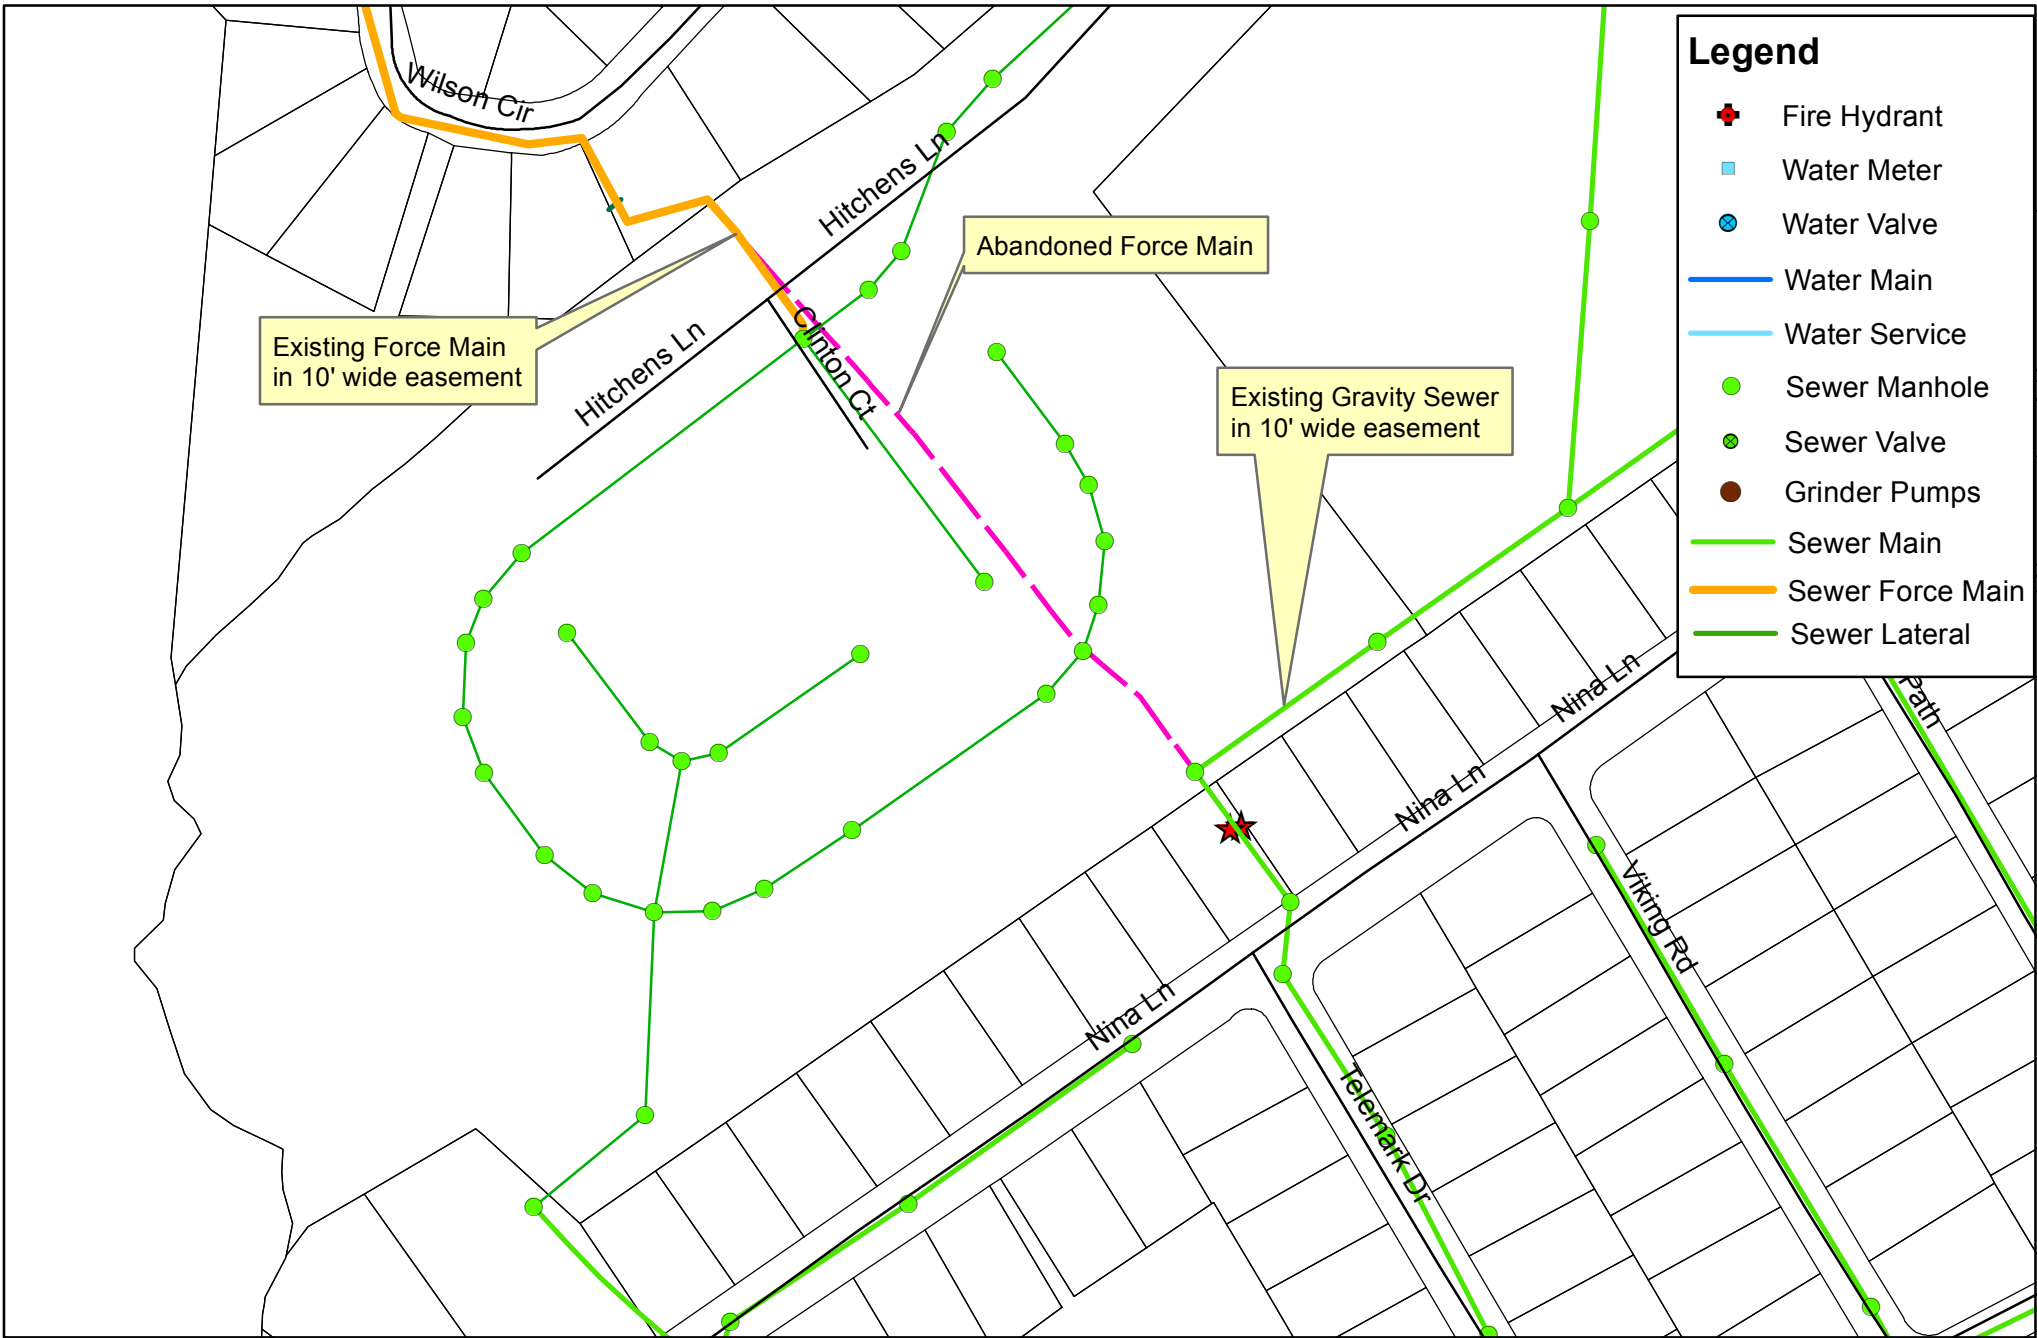 Legend
Fire Hydrant
Water Meter
Water Valve
Water Main
Water Service
Sewer Manhole
Sewer Valve
Grinder Pumps
Sewer Main
Sewer Force Main
Sewer Lateral
Wilson Cir
Hitchens Ln
Abandoned Force Main
Existing Force Main
in 10' wide easement
Hitchens Ln
Clinton Ct
Existing Gravity Sewer
in 10' wide easement
Nina Ln
Path
Nina Ln
Viking Rd
Nina Ln
Telemark Dr